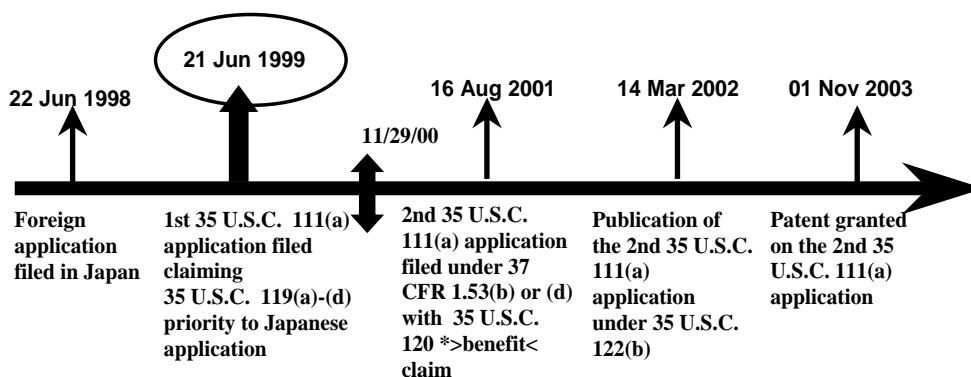 22 Jun 1998
21 Jun 1999
11/29/00
16 Aug 2001
14 Mar 2002
01 Nov 2003
Foreign
application
filed in Japan
1st 35 U.S.C. 111(a)
application filed
claiming
35 U.S.C. 119(a)-(d)
priority to Japanese
application
2nd 35 U.S.C.
111(a) application
filed under 37
CFR 1.53(b) or (d)
with 35 U.S.C.
120 *>benefit<
claim
Publication of
the 2nd 35 U.S.C.
111(a)
application
under 35 U.S.C.
122(b)
Patent granted
on the 2nd 35
U.S.C. 111(a)
application